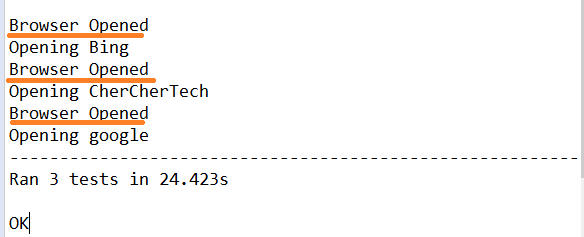 Browser Opened
Opening Bing
Browser Opened
Opening CherCherTech
Browser Opened
Opening google
----------------------------------------------------------------------
Ran 3 tests in 24.423s
OK